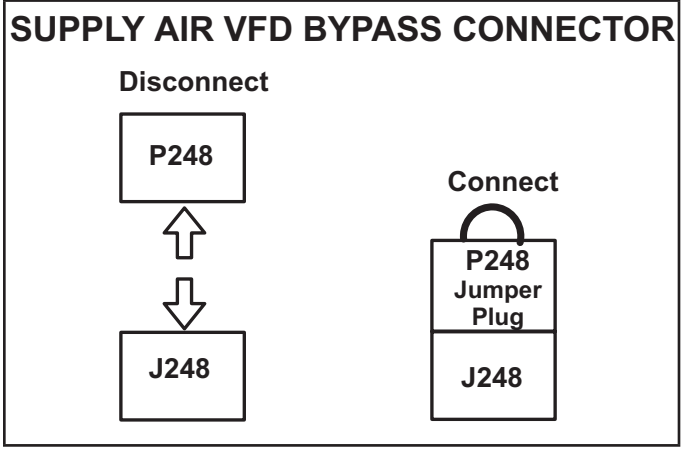 SUPPLY AIR VFD BYPASS CONNECTOR
Disconnect
P248
J248
Connect
P248
Jumper
Plug
J248